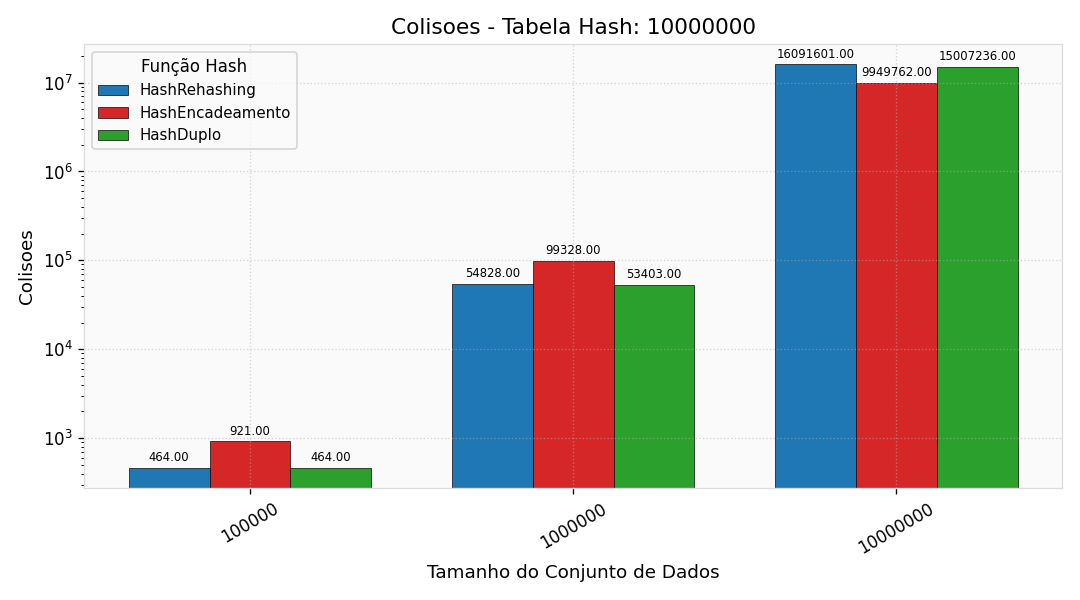 Colisoes - Tabela Hash: 10000000
Função Hash
HashRehashing
HashEncadeamento
HashDuplo
Colisoes
10^7
10^6
10^5
10^4
10^3
464.00
921.00
464.00
54828.00
99328.00
53403.00
16091601.00
9949762.00
15007236.00
100000
1000000
10000000
Tamanho do Conjunto de Dados